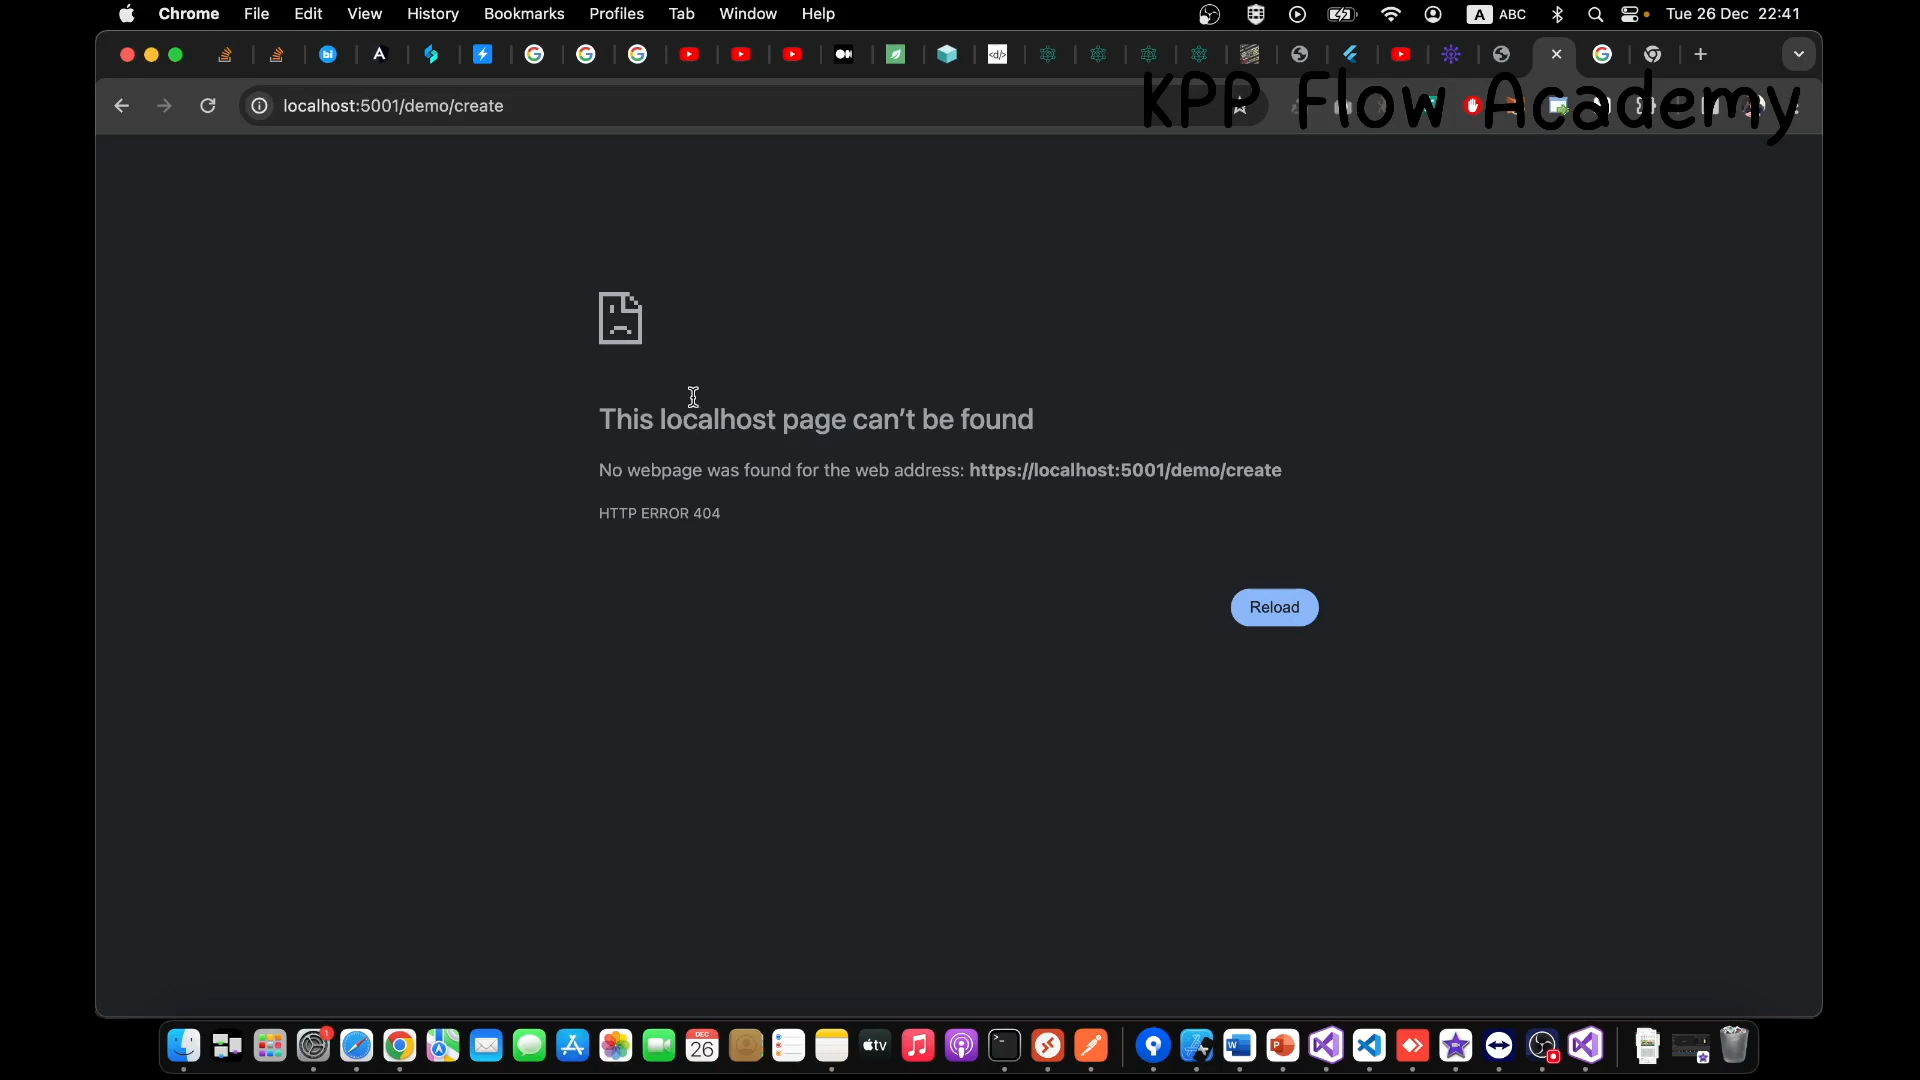 Chrome File Edit View History Bookmarks Profiles Tab Window Help A ABC Tue 26 Dec 22:41
localhost:5001/demo/create
KPP Flow Academy
This localhost page can't be found
No webpage was found for the web address: https://localhost:5001/demo/create
HTTP ERROR 404
Reload